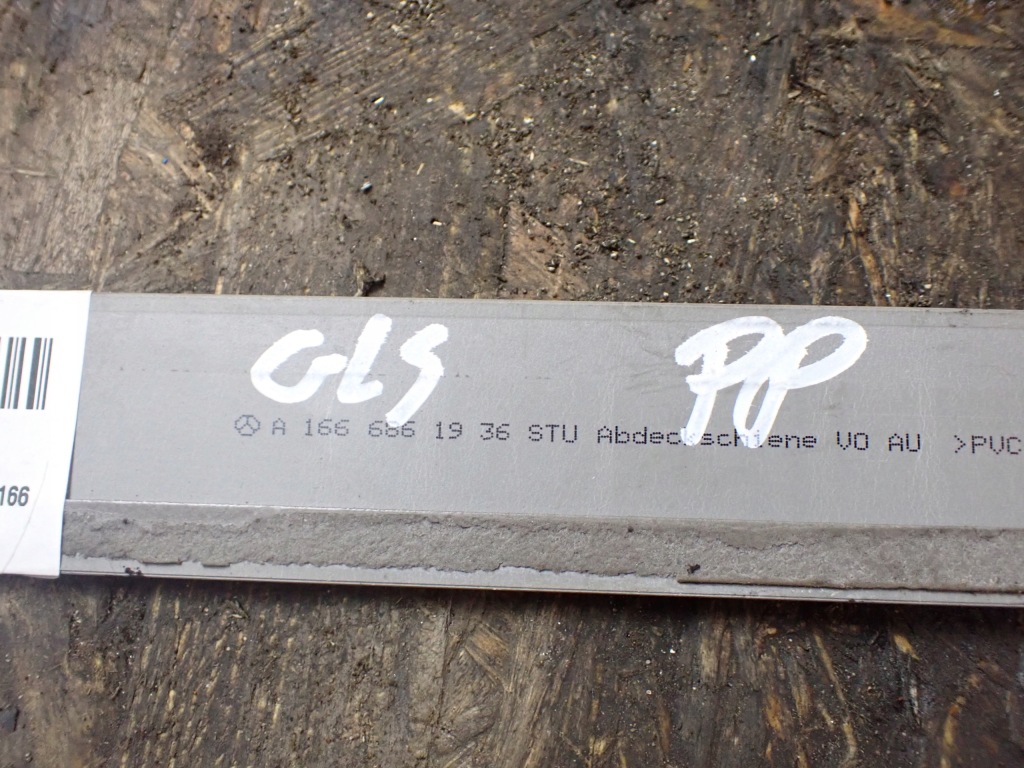 GLS PP
A 166 686 19 36 STU Abdeckschiene VO AU >PVC
166